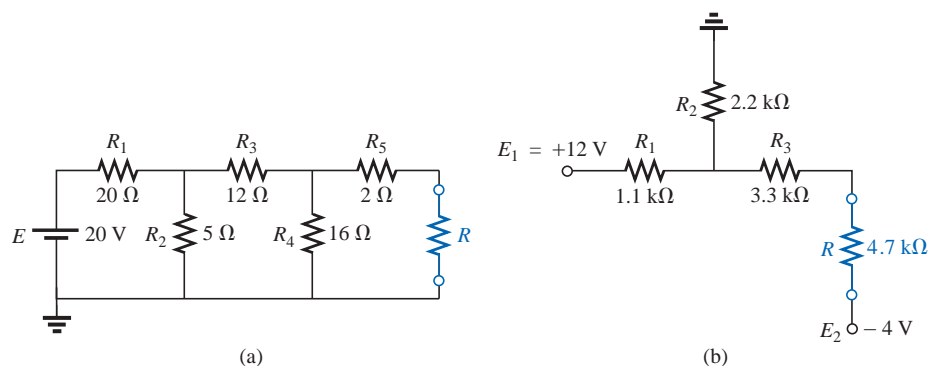 R1
20 Ω
R3
12 Ω
R5
2 Ω
E
20 V
R2
5 Ω
R4
16 Ω
R
(a)
R2
2.2 kΩ
E1 = +12 V
R1
1.1 kΩ
R3
3.3 kΩ
R
4.7 kΩ
E2
– 4 V
(b)